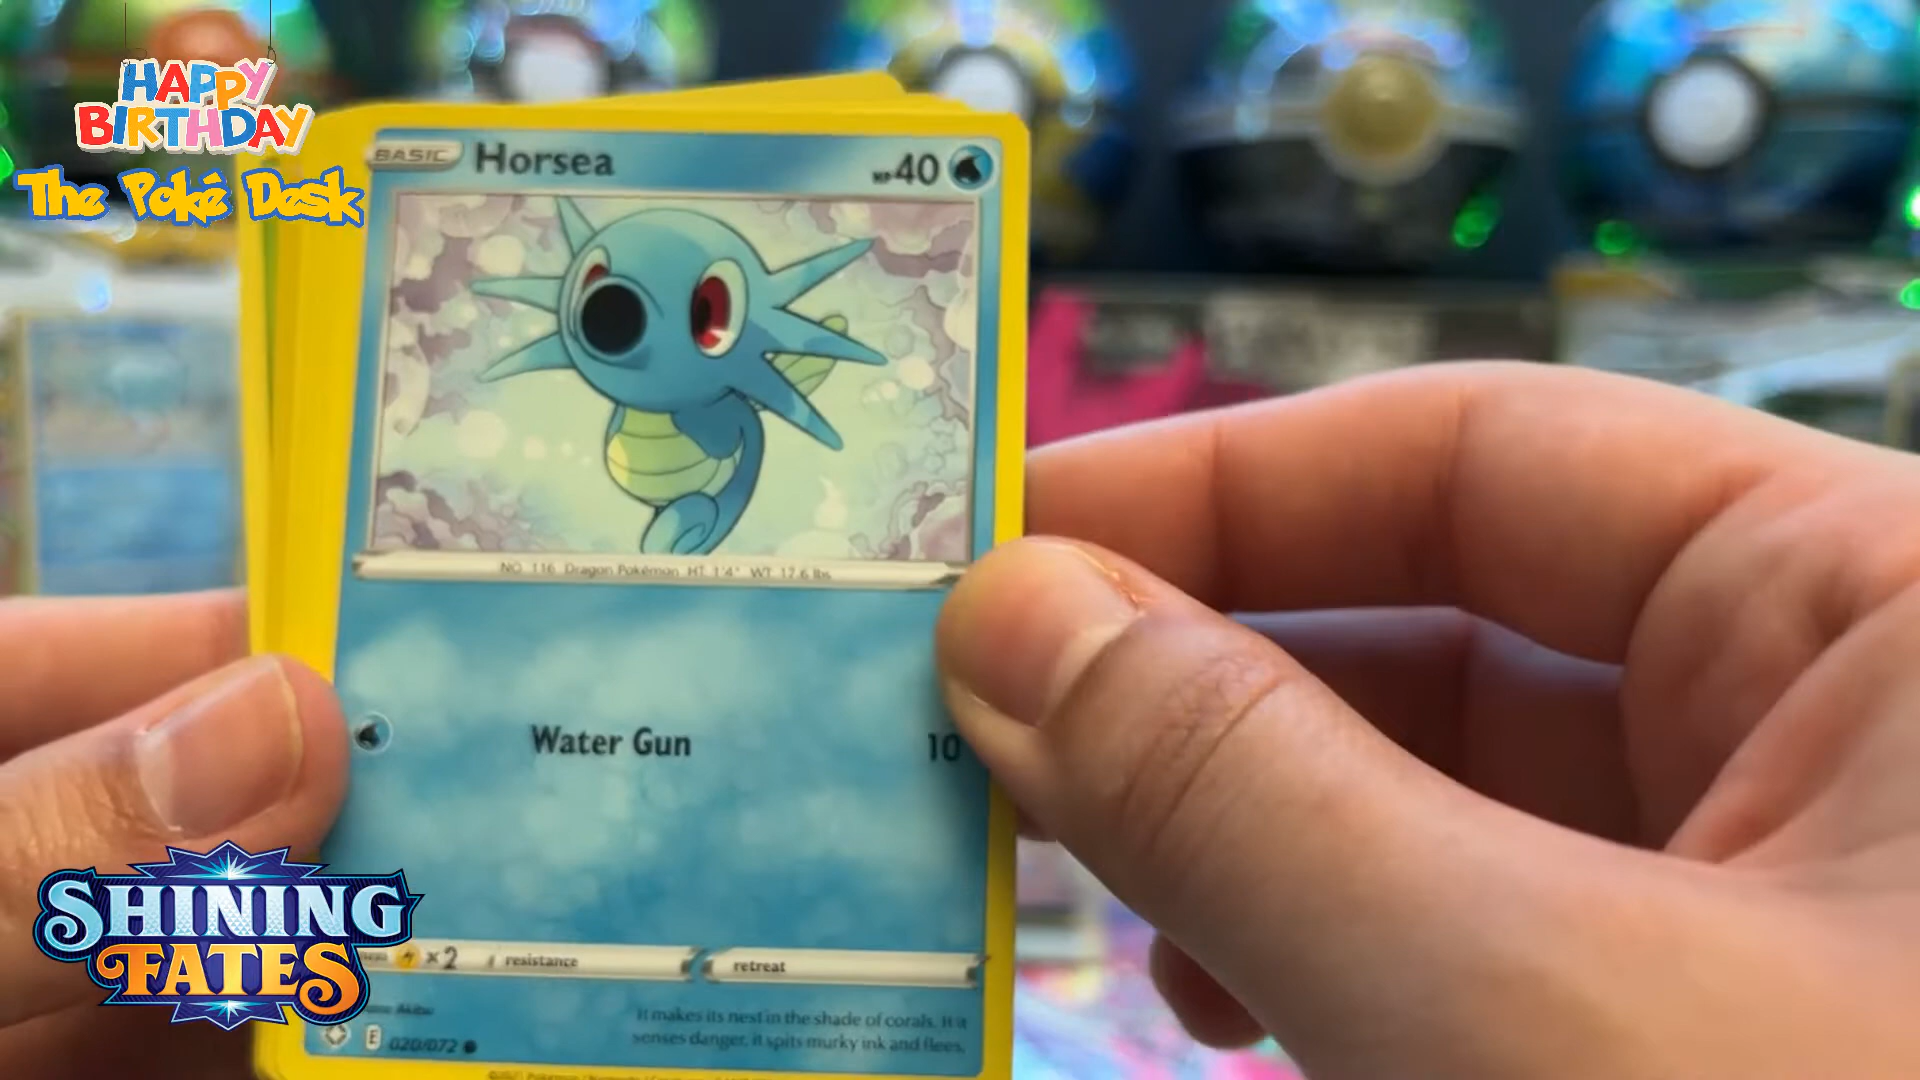 HAPPY
BIRTHDAY
The Poké Desk
BASIC Horsea HP 40
NO. 116 Dragon Pokémon HT 1'4" WT 17.6 lbs
Water Gun 10
×2 resistance retreat
It makes its nest in the shade of corals. If it
senses danger, it spits murky ink and flees.
E 020/072
SHINING
FATES